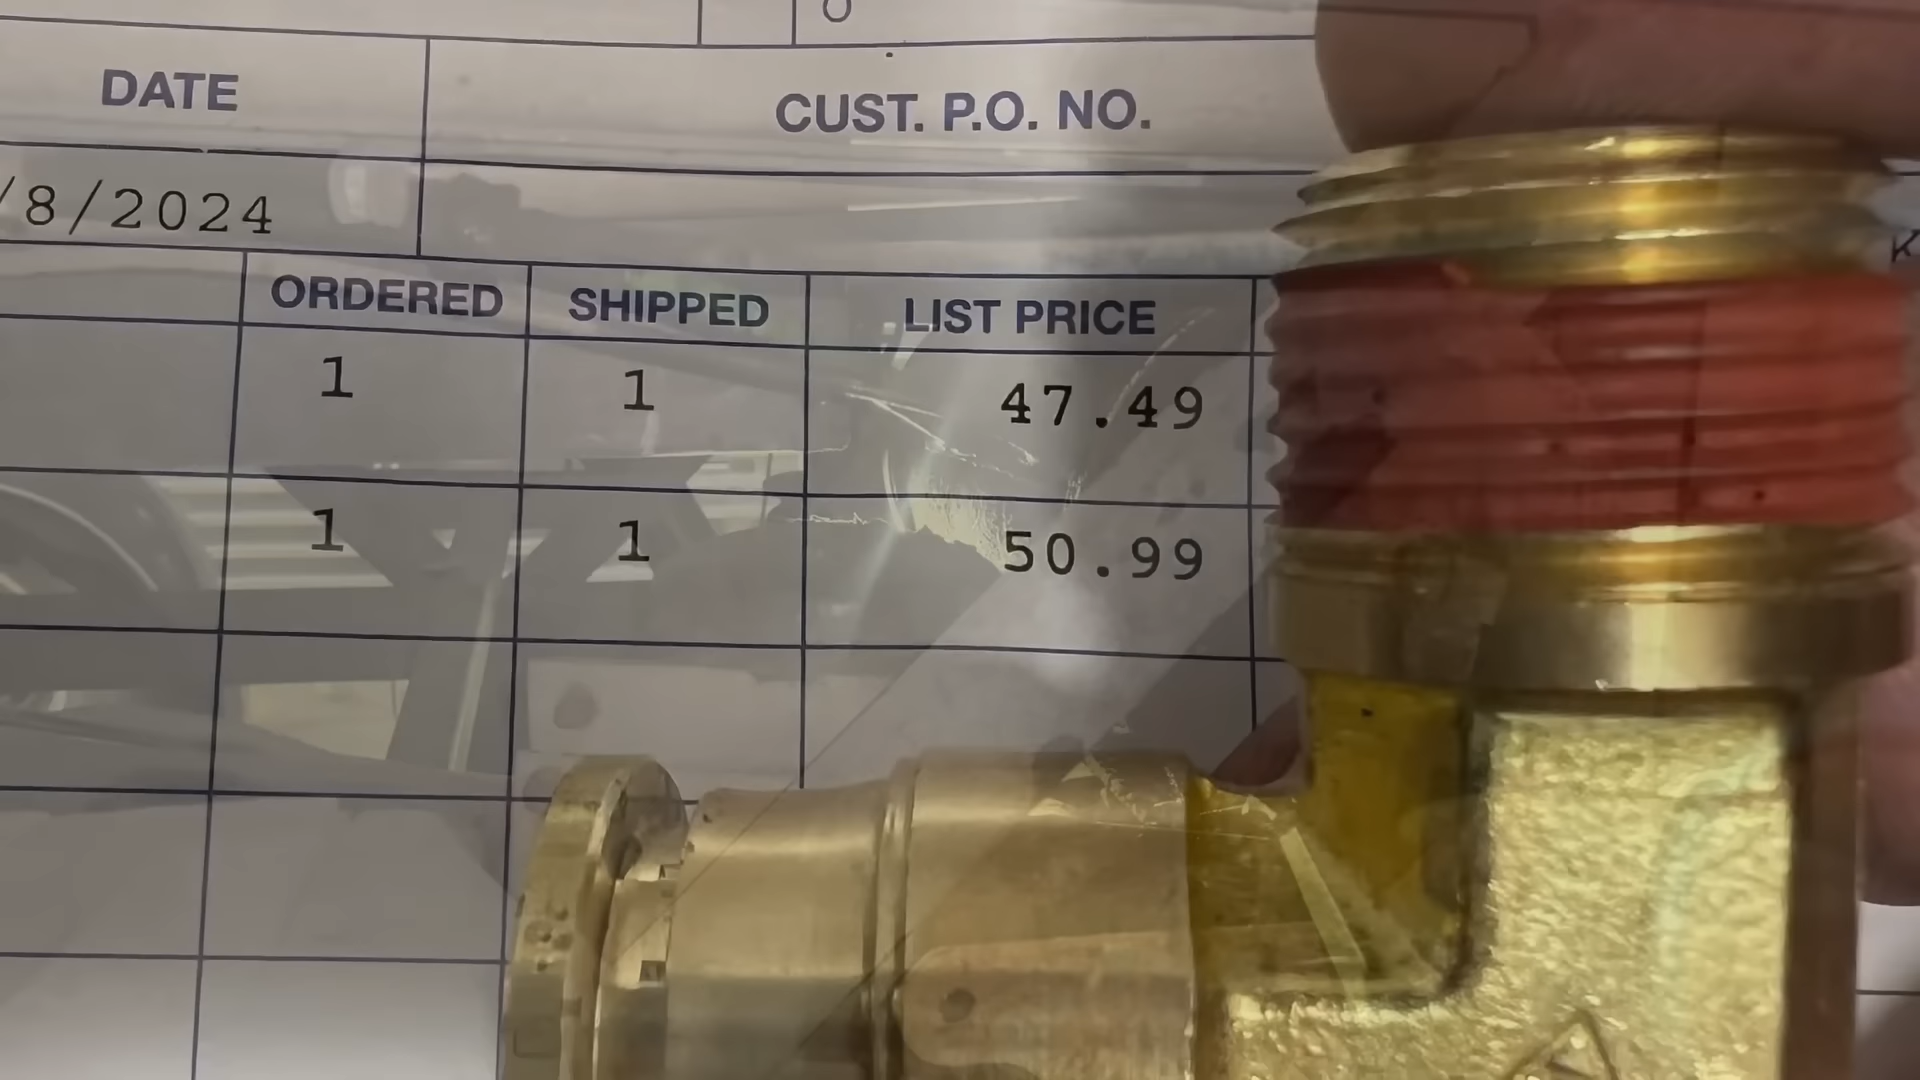 DATE CUST. P.O. NO.
/8/2024
ORDERED SHIPPED LIST PRICE
1 1 47.49
1 1 50.99